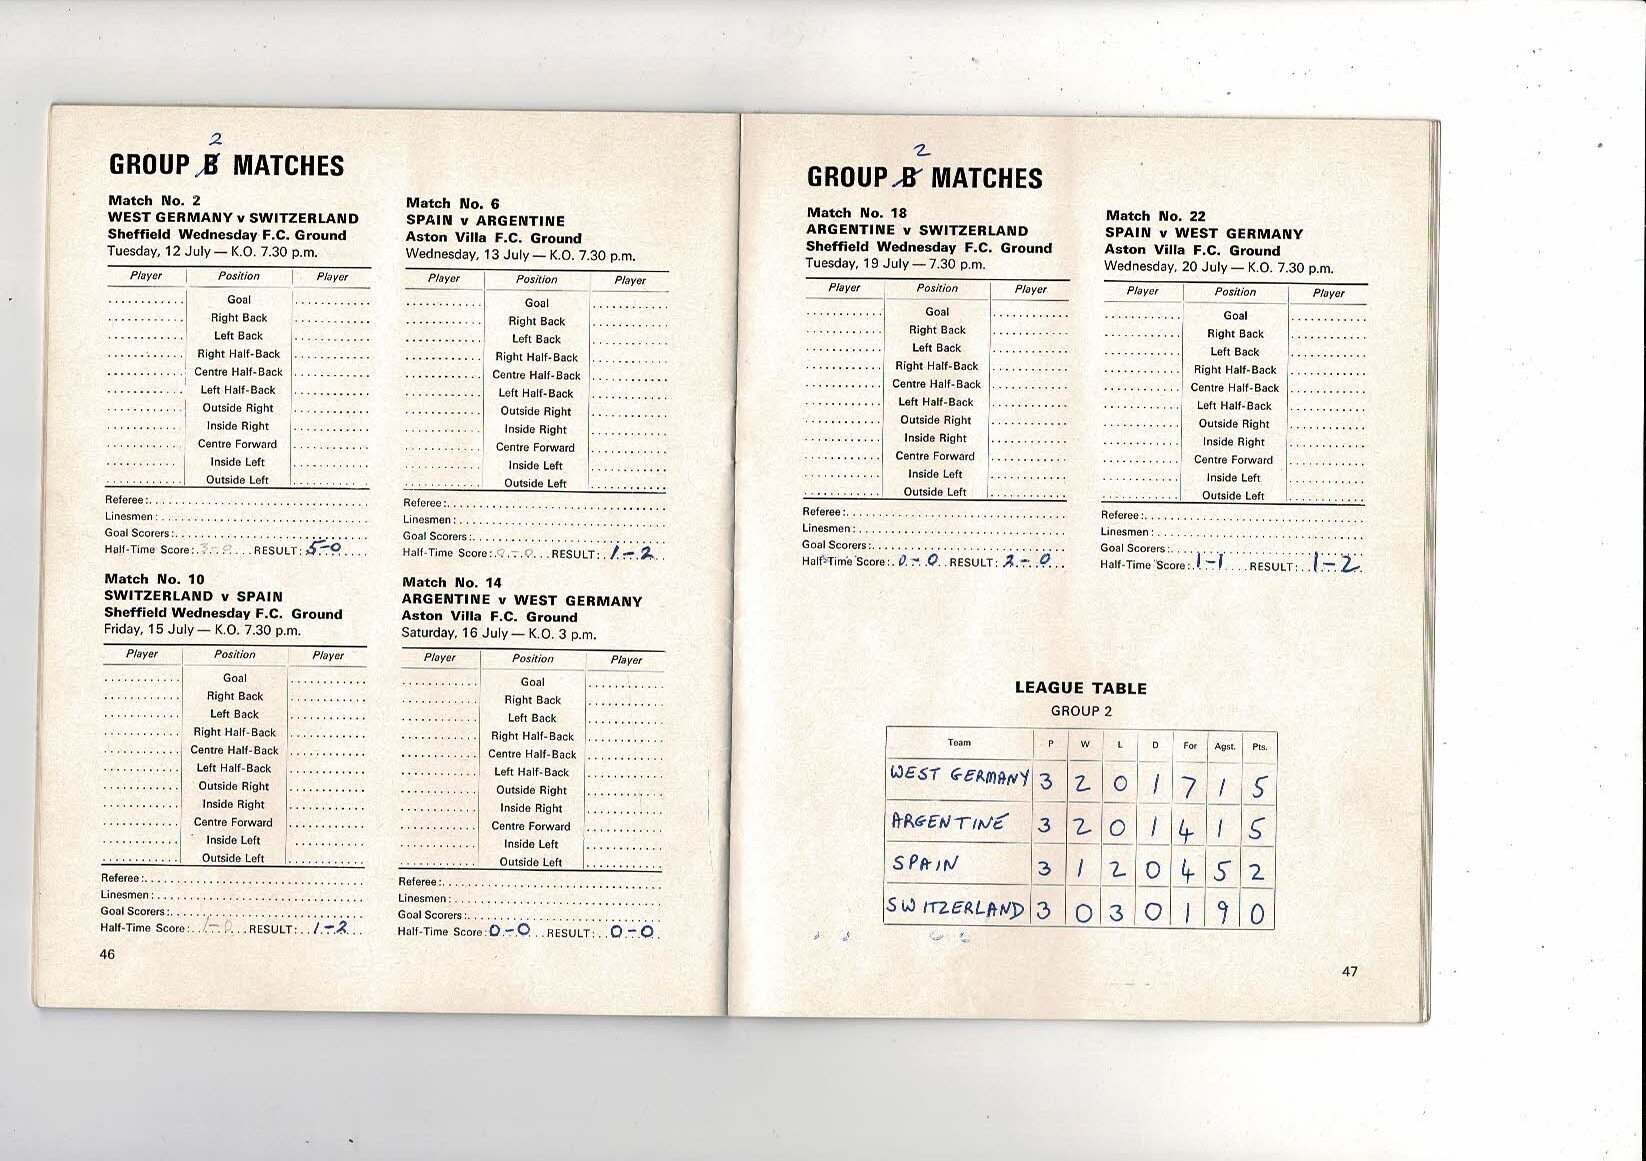 2
GROUP B MATCHES
Match No. 2
WEST GERMANY v SWITZERLAND
Sheffield Wednesday F.C. Ground
Tuesday, 12 July — K.O. 7.30 p.m.
Player Position Player
Goal
Right Back
Left Back
Right Half-Back
Centre Half-Back
Left Half-Back
Outside Right
Inside Right
Centre Forward
Inside Left
Outside Left
Referee:
Linesmen:
Goal Scorers:
Half-Time Score: 3-0 RESULT: 5-0
Match No. 6
SPAIN v ARGENTINE
Aston Villa F.C. Ground
Wednesday, 13 July — K.O. 7.30 p.m.
Player Position Player
Goal
Right Back
Left Back
Right Half-Back
Centre Half-Back
Left Half-Back
Outside Right
Inside Right
Centre Forward
Inside Left
Outside Left
Referee:
Linesmen:
Goal Scorers:
Half-Time Score: 0-0 RESULT: 1-2
Match No. 10
SWITZERLAND v SPAIN
Sheffield Wednesday F.C. Ground
Friday, 15 July — K.O. 7.30 p.m.
Player Position Player
Goal
Right Back
Left Back
Right Half-Back
Centre Half-Back
Left Half-Back
Outside Right
Inside Right
Centre Forward
Inside Left
Outside Left
Referee:
Linesmen:
Goal Scorers:
Half-Time Score: 1-0 RESULT: 1-2
Match No. 14
ARGENTINE v WEST GERMANY
Aston Villa F.C. Ground
Saturday, 16 July — K.O. 3 p.m.
Player Position Player
Goal
Right Back
Left Back
Right Half-Back
Centre Half-Back
Left Half-Back
Outside Right
Inside Right
Centre Forward
Inside Left
Outside Left
Referee:
Linesmen:
Goal Scorers:
Half-Time Score: 0-0 RESULT: 0-0
46
2
GROUP B MATCHES
Match No. 18
ARGENTINE v SWITZERLAND
Sheffield Wednesday F.C. Ground
Tuesday, 19 July — 7.30 p.m.
Player Position Player
Goal
Right Back
Left Back
Right Half-Back
Centre Half-Back
Left Half-Back
Outside Right
Inside Right
Centre Forward
Inside Left
Outside Left
Referee:
Linesmen:
Goal Scorers:
Half-Time Score: 0-0 RESULT: 2-0
Match No. 22
SPAIN v WEST GERMANY
Aston Villa F.C. Ground
Wednesday, 20 July — K.O. 7.30 p.m.
Player Position Player
Goal
Right Back
Left Back
Right Half-Back
Centre Half-Back
Left Half-Back
Outside Right
Inside Right
Centre Forward
Inside Left
Outside Left
Referee:
Linesmen:
Goal Scorers:
Half-Time Score: 1-1 RESULT: 1-2
LEAGUE TABLE
GROUP 2
Team P W L D For Agst. Pts.
WEST GERMANY 3 2 0 1 7 1 5
ARGENTINE 3 2 0 1 4 1 5
SPAIN 3 1 2 0 4 5 2
SWITZERLAND 3 0 3 0 1 9 0
47